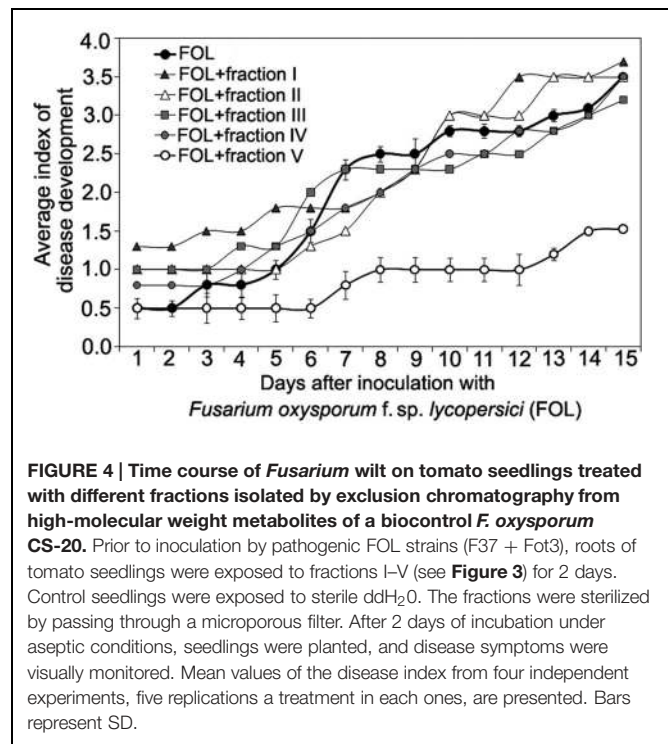 4.0
3.5
3.0
2.5
2.0
1.5
1.0
0.5
0.0
Average index of
disease development
FOL
FOL+fraction I
FOL+fraction II
FOL+fraction III
FOL+fraction IV
FOL+fraction V
1 2 3 4 5 6 7 8 9 10 11 12 13 14 15
Days after inoculation with
Fusarium oxysporum f. sp. lycopersici (FOL)
FIGURE 4 | Time course of Fusarium wilt on tomato seedlings treated
with different fractions isolated by exclusion chromatography from
high-molecular weight metabolites of a biocontrol F. oxysporum
CS-20. Prior to inoculation by pathogenic FOL strains (F37 + Fot3), roots of
tomato seedlings were exposed to fractions I–V (see Figure 3) for 2 days.
Control seedlings were exposed to sterile ddH₂0. The fractions were sterilized
by passing through a microporous filter. After 2 days of incubation under
aseptic conditions, seedlings were planted, and disease symptoms were
visually monitored. Mean values of the disease index from four independent
experiments, five replications a treatment in each ones, are presented. Bars
represent SD.